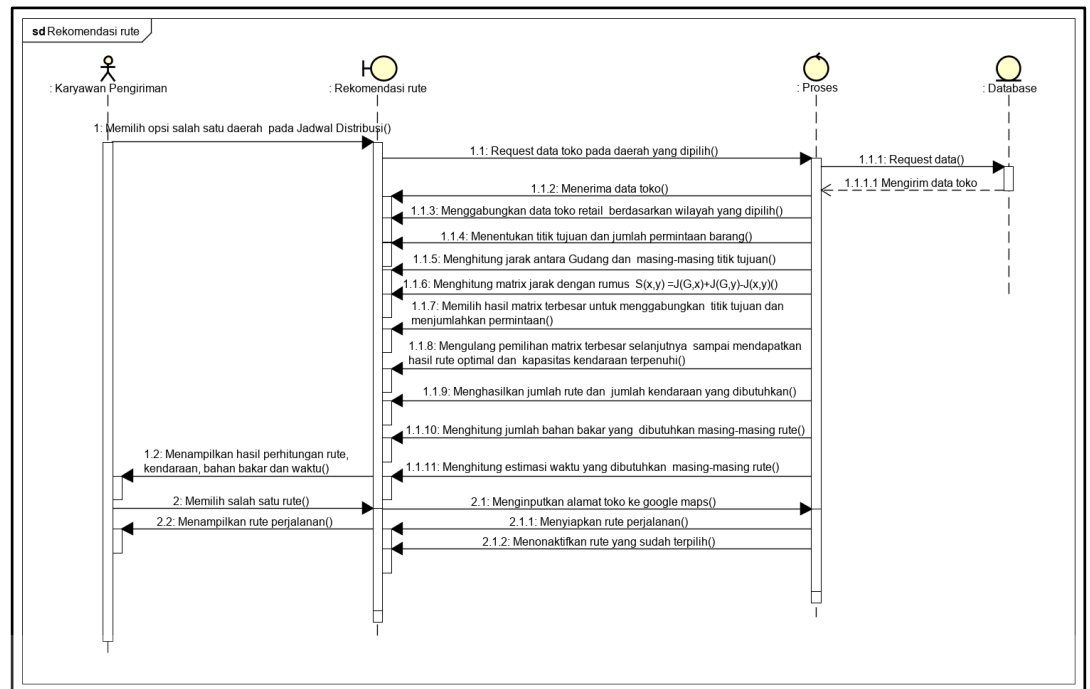 sd Rekomendasi rute
: Karyawan Pengiriman
: Rekomendasi rute
: Proses
: Database
1: Memilih opsi salah satu daerah pada Jadwal Distribusi()
1.1: Request data toko pada daerah yang dipilih()
1.1.1: Request data()
1.1.1.1 Mengirim data toko
1.1.2: Menerima data toko()
1.1.3: Menggabungkan data toko retail berdasarkan wilayah yang dipilih()
1.1.4: Menentukan titik tujuan dan jumlah permintaan barang()
1.1.5: Menghitung jarak antara Gudang dan masing-masing titik tujuan()
1.1.6: Menghitung matrix jarak dengan rumus S(x,y) =J(G,x)+J(G,y)-J(x,y)()
1.1.7: Memilih hasil matrix terbesar untuk menggabungkan titik tujuan dan
menjumlahkan permintaan()
1.1.8: Mengulang pemilihan matrix terbesar selanjutnya sampai mendapatkan
hasil rute optimal dan kapasitas kendaraan terpenuhi()
1.1.9: Menghasilkan jumlah rute dan jumlah kendaraan yang dibutuhkan()
1.1.10: Menghitung jumlah bahan bakar yang dibutuhkan masing-masing rute()
1.1.11: Menghitung estimasi waktu yang dibutuhkan masing-masing rute()
1.2: Menampilkan hasil perhitungan rute,
kendaraan, bahan bakar dan waktu()
2: Memilih salah satu rute()
2.1: Menginputkan alamat toko ke google maps()
2.1.1: Menyiapkan rute perjalanan()
2.2: Menampilkan rute perjalanan()
2.1.2: Menonaktifkan rute yang sudah terpilih()